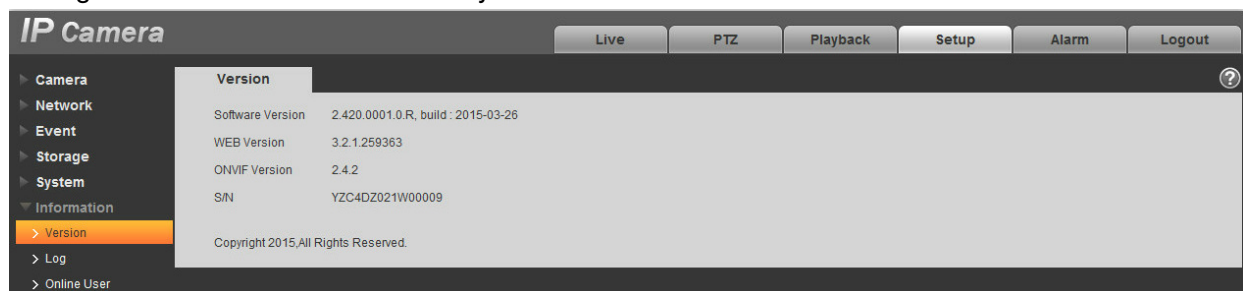 IP Camera
Live PTZ Playback Setup Alarm Logout
Camera
Network
Event
Storage
System
Information
Version
Log
Online User
Version
?
Software Version 2.420.0001.0.R, build : 2015-03-26
WEB Version 3.2.1.259363
ONVIF Version 2.4.2
S/N YZC4DZ021W00009
Copyright 2015,All Rights Reserved.